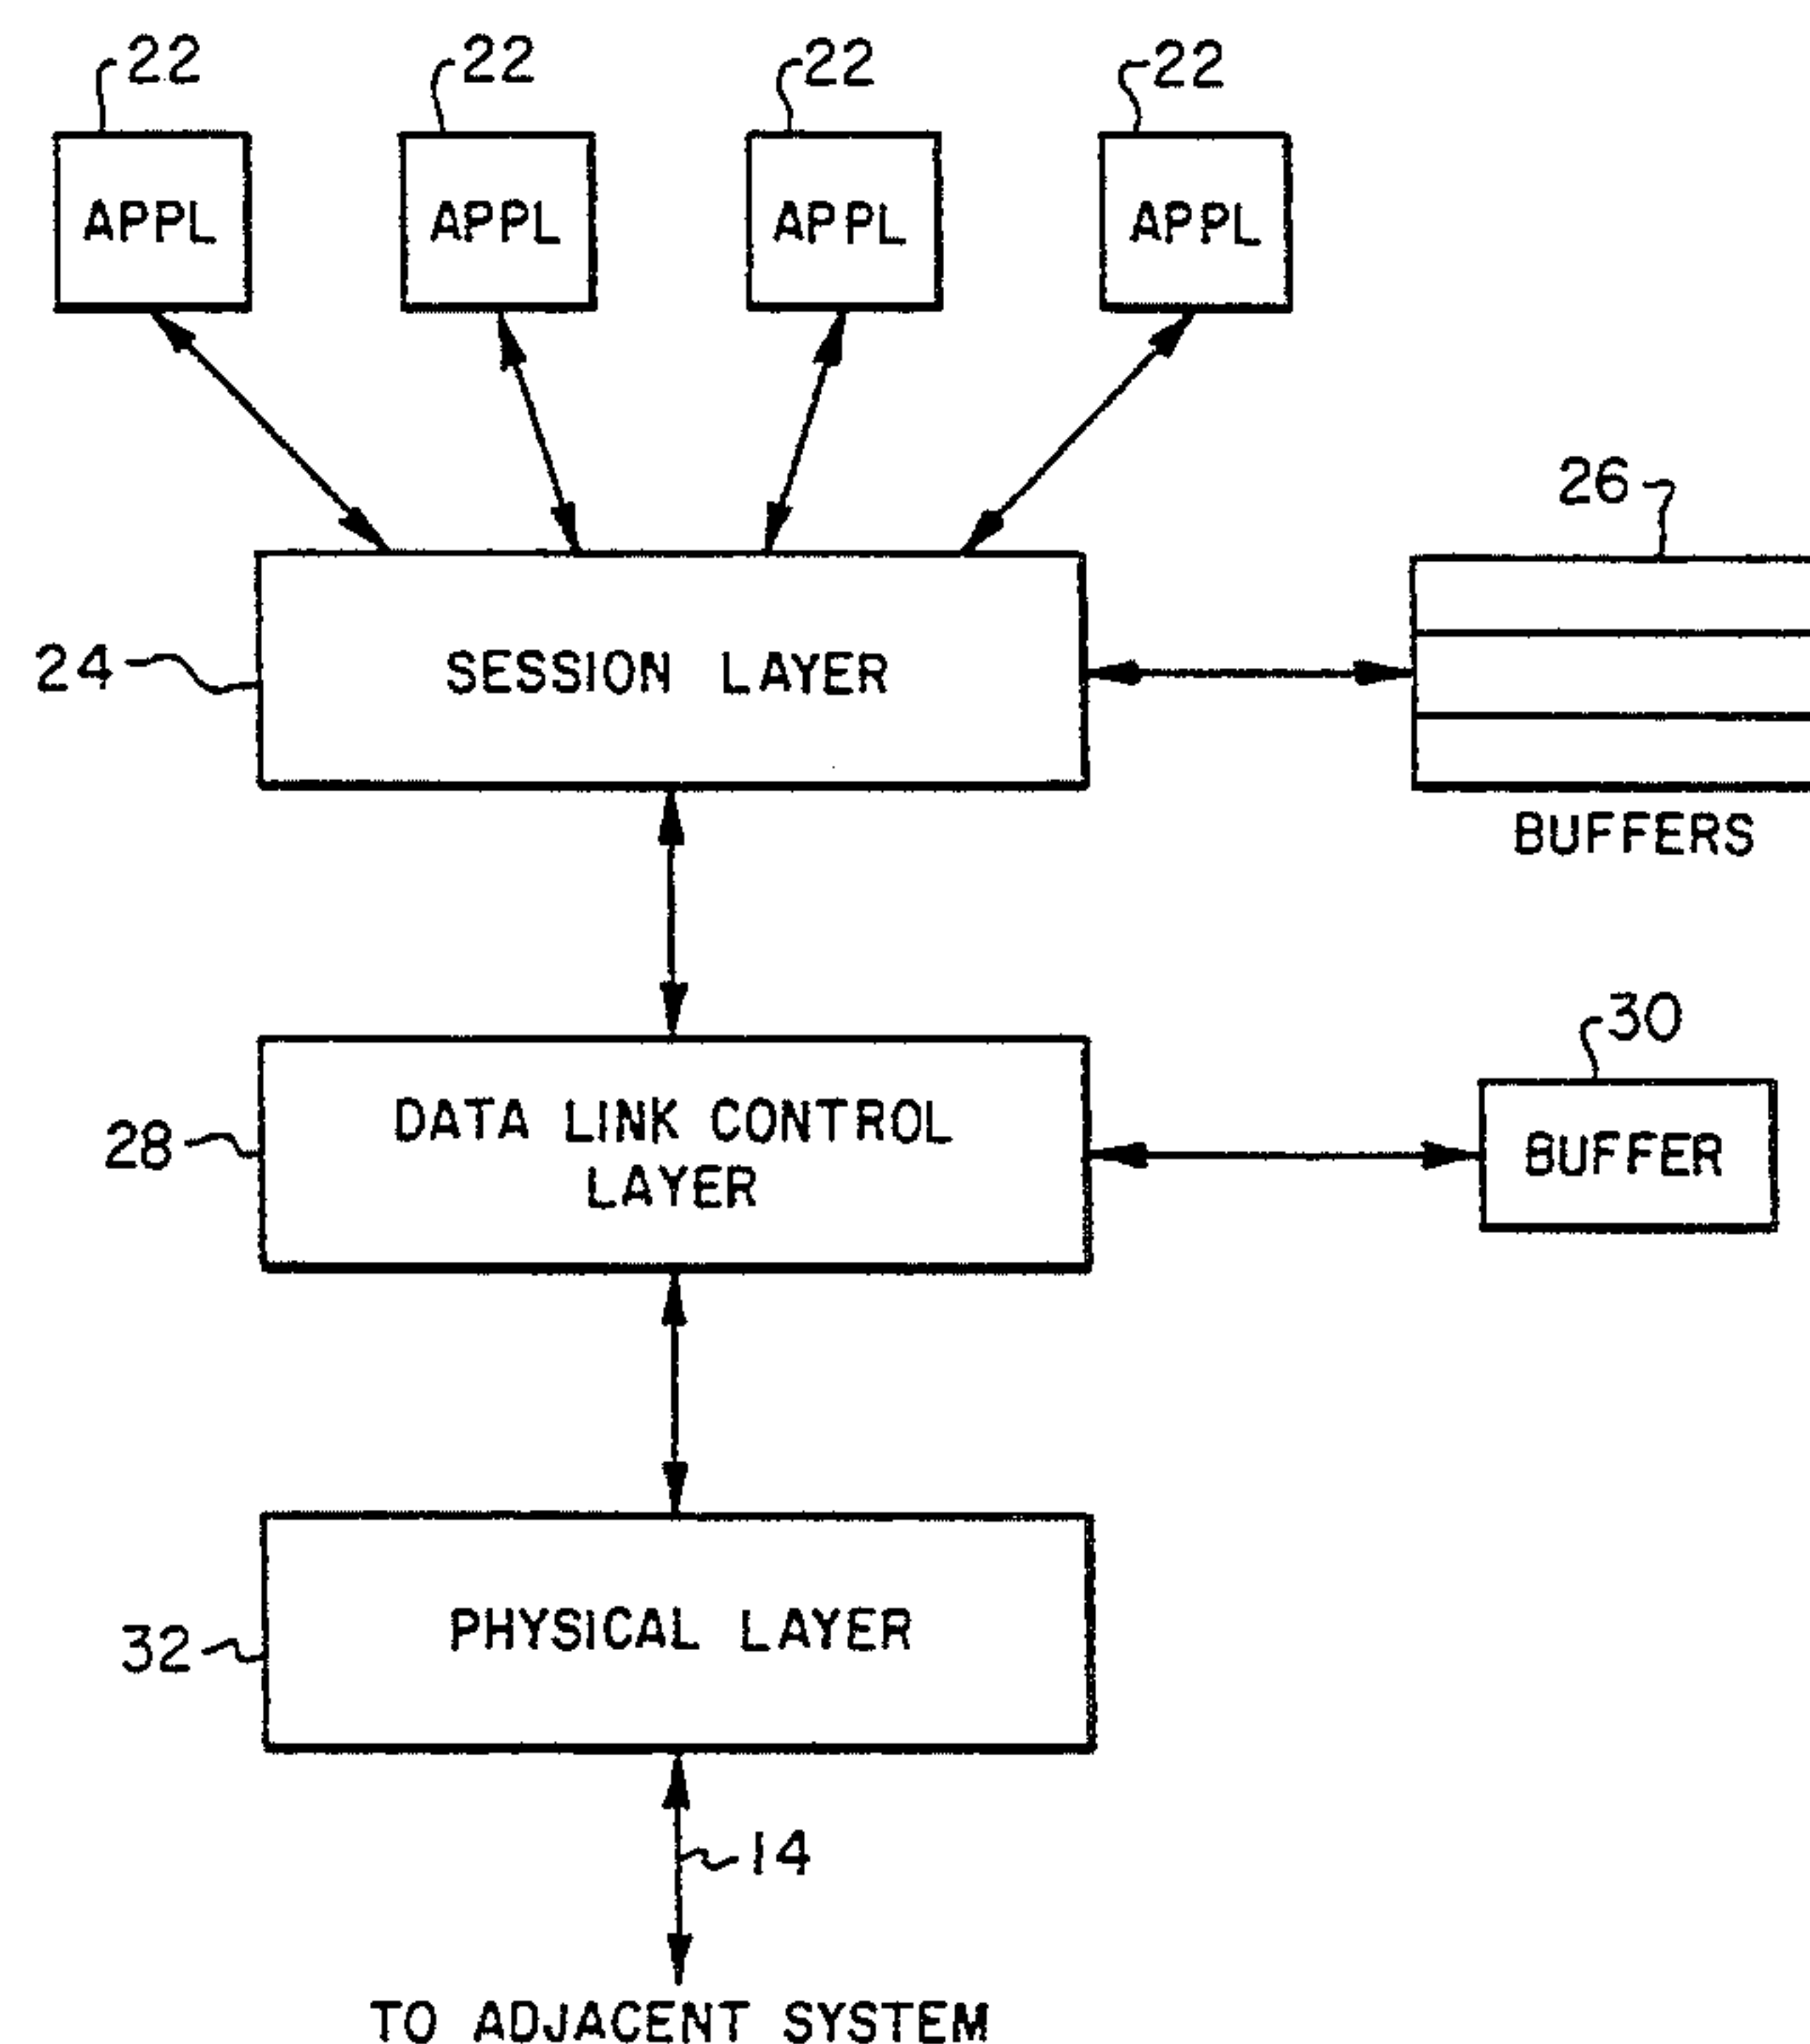 22 22 22 22
APPL APPL APPL APPL
26
24 SESSION LAYER
BUFFERS
30
DATA LINK CONTROL
LAYER
28
BUFFER
PHYSICAL LAYER
32
14
TO ADJACENT SYSTEM